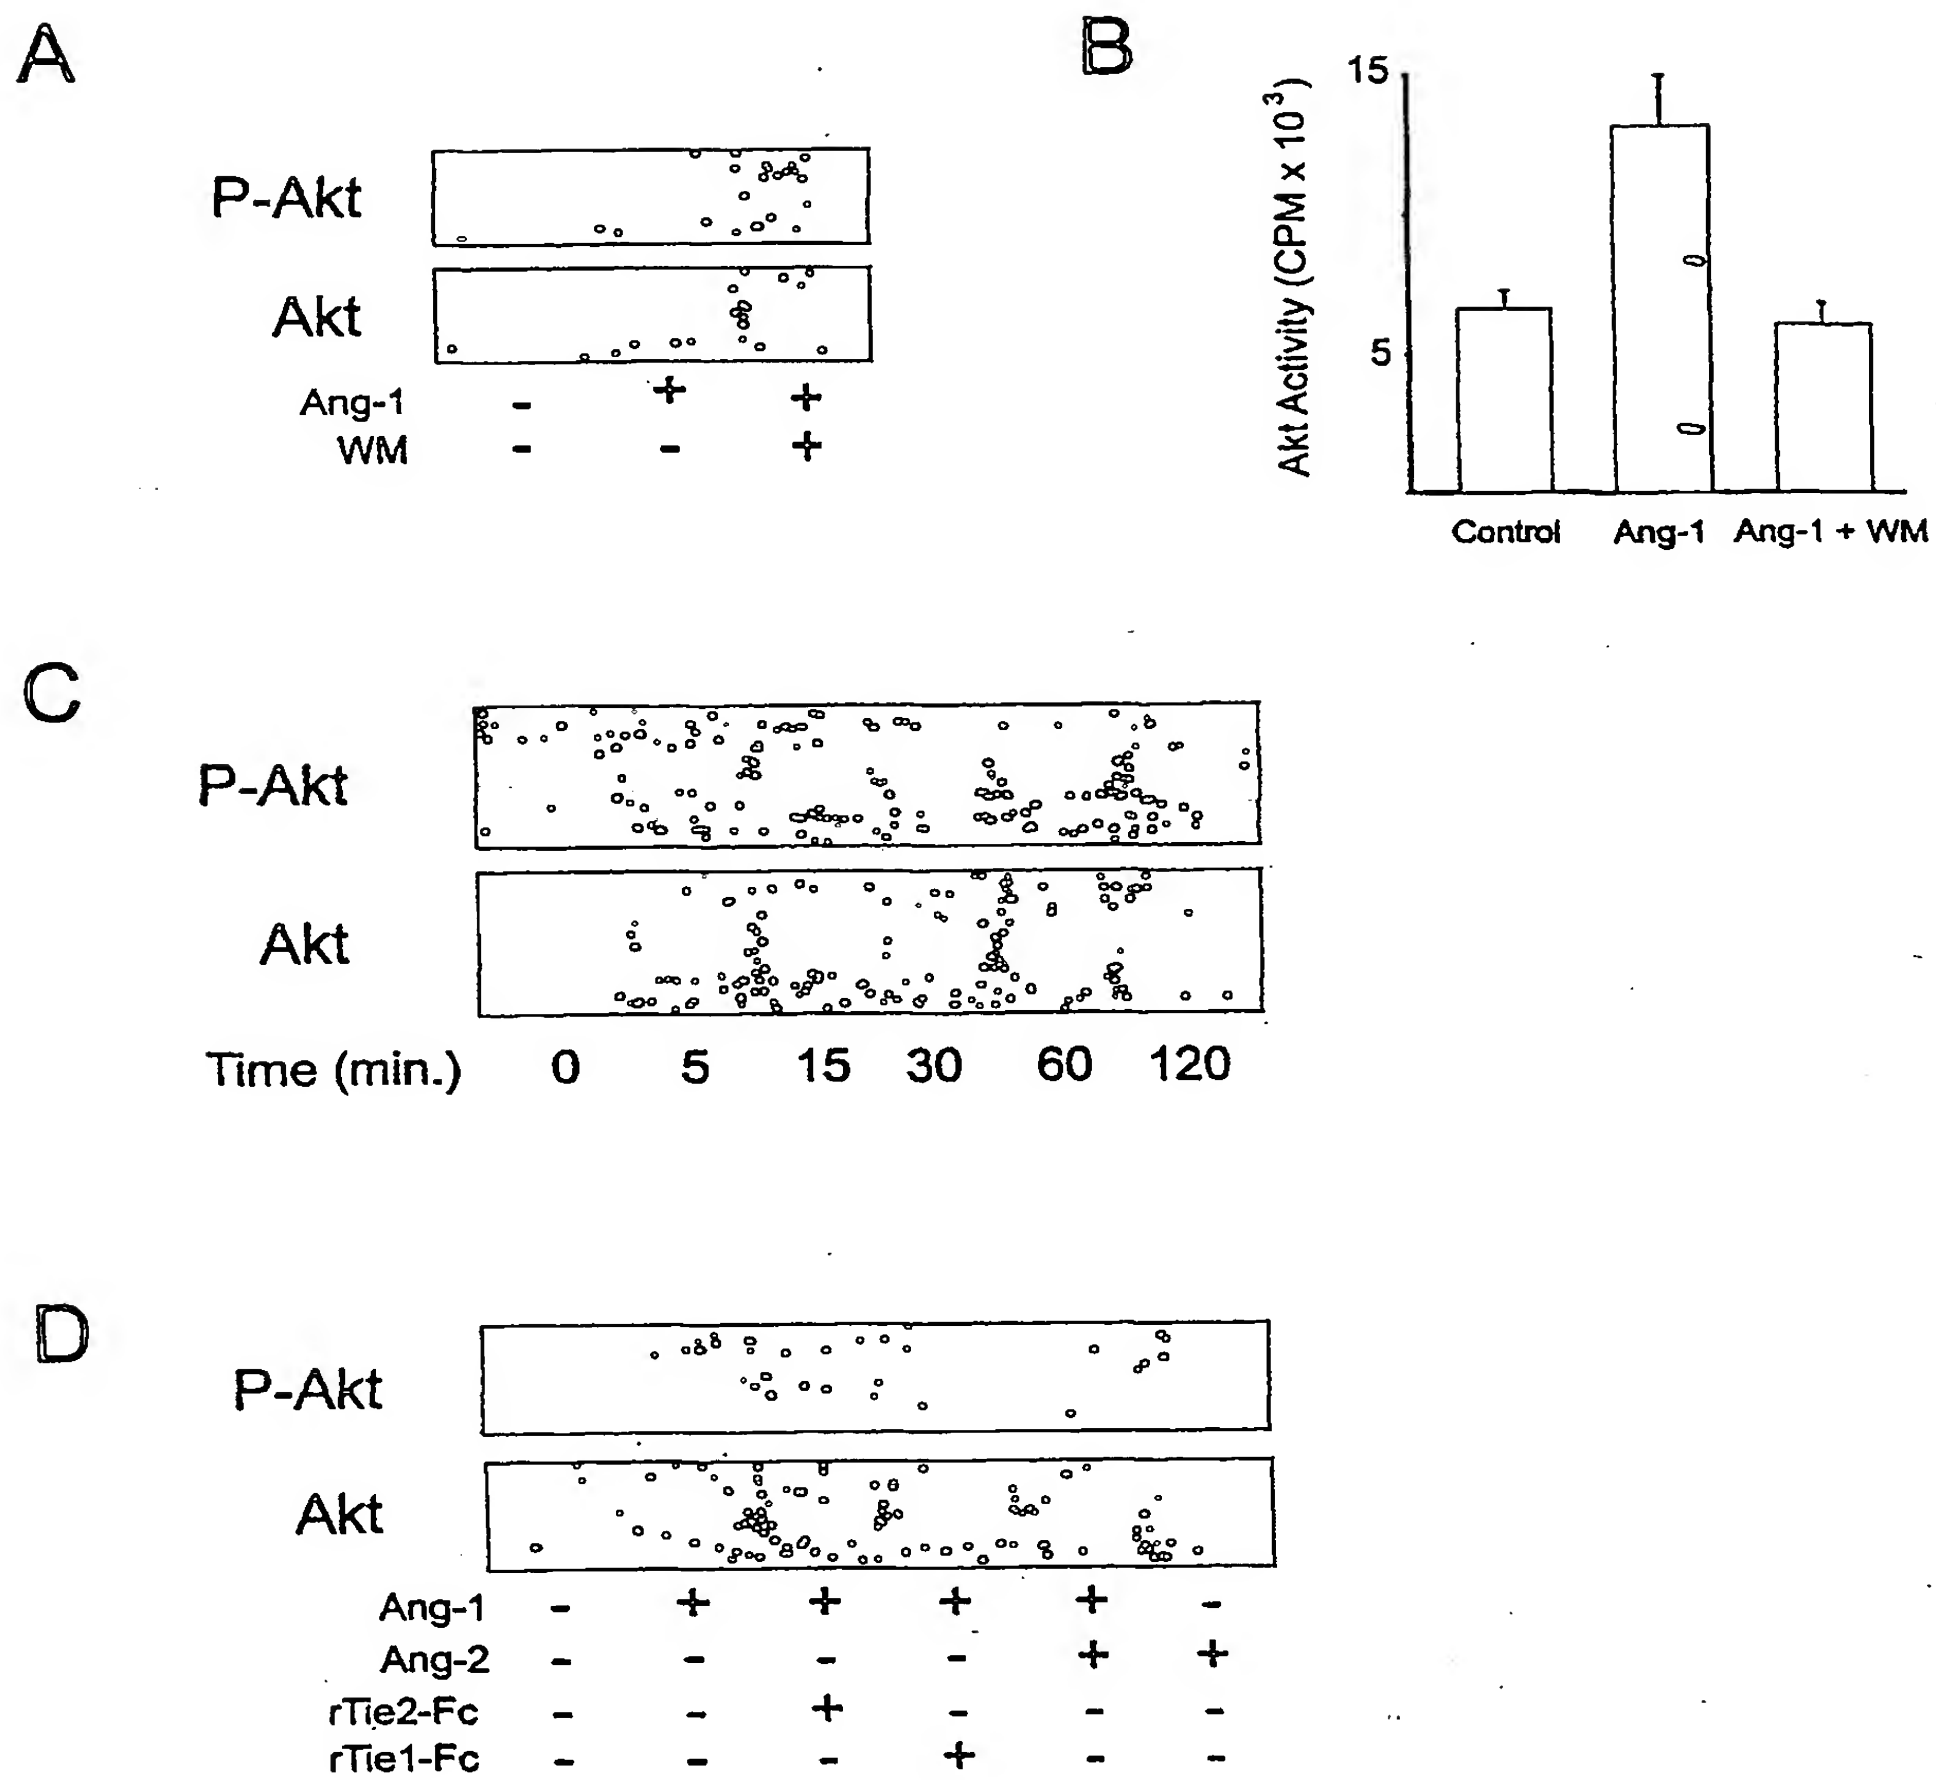 A
P-Akt
Akt
Ang-1 - + +
WM - - +
B
Akt Activity (CPM x 10³)
15
5
Control Ang-1 Ang-1 + WM
C
P-Akt
Akt
Time (min.) 0 5 15 30 60 120
D
P-Akt
Akt
Ang-1 - + + + + -
Ang-2 - - - - + +
rTie2-Fc - - + - - -
rTie1-Fc - - - + - -